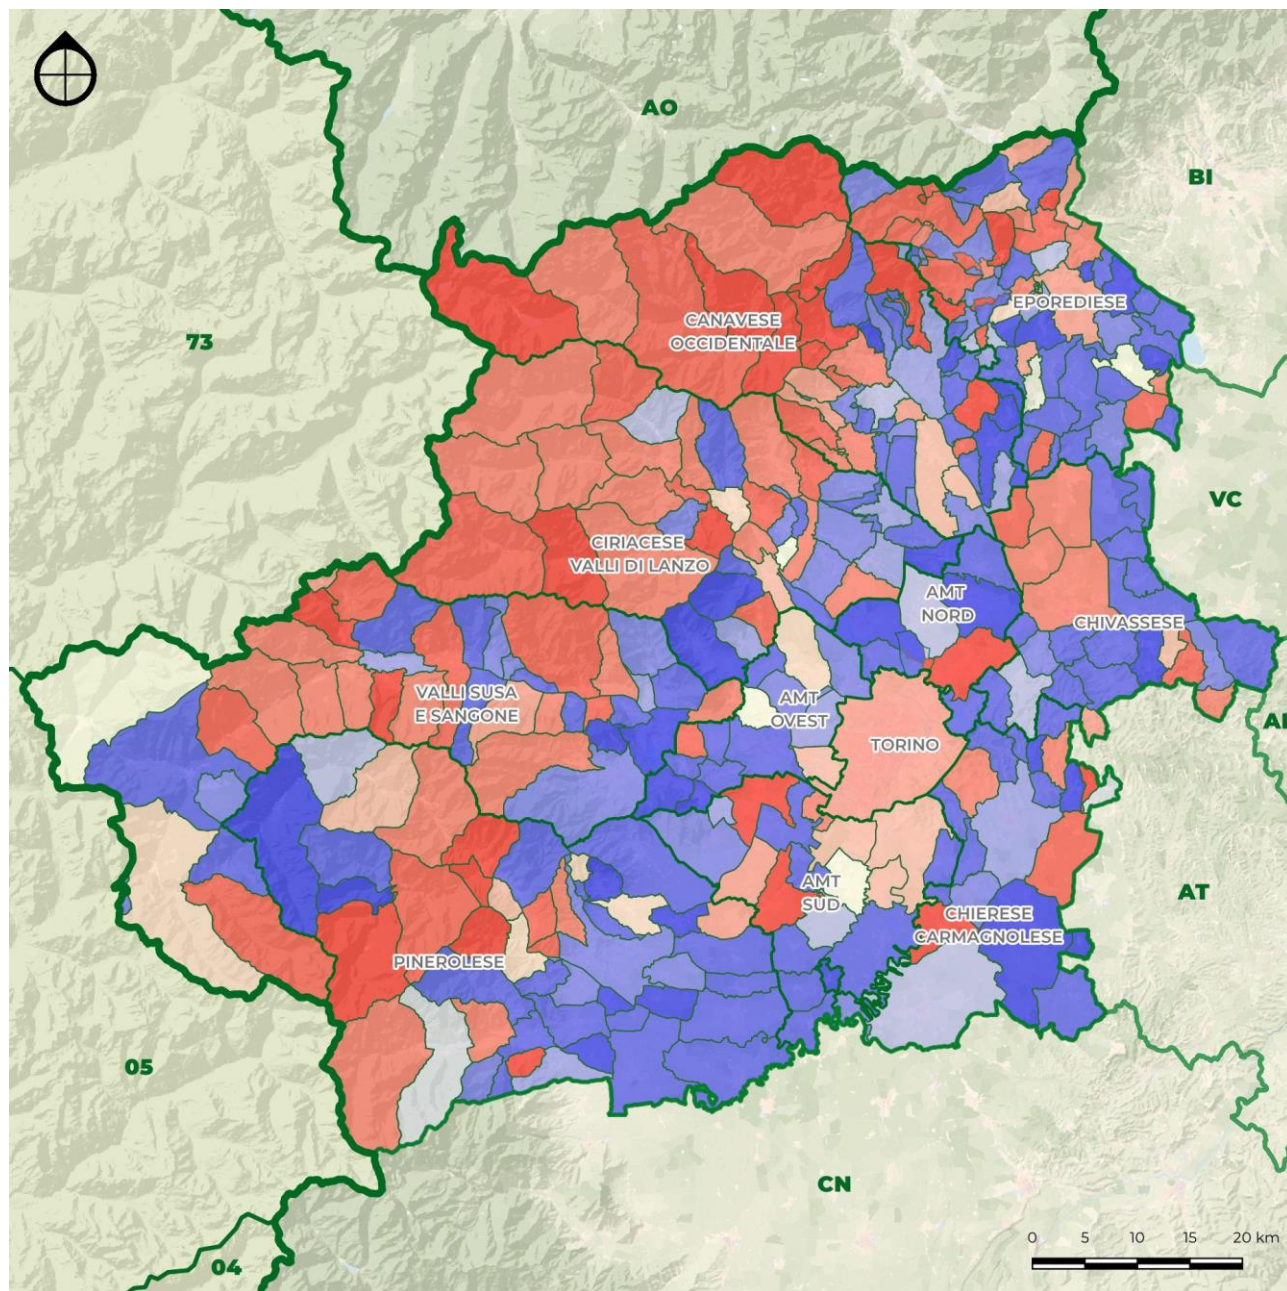 AO
BI
73
CANAVESE
OCCIDENTALE
EPOREDIESE
VC
CIRIACESE
VALLI DI LANZO
AMT
NORD
CHIVASSESE
VALLI SUSA
E SANGONE
AMT
OVEST
TORINO
AT
AMT
SUD
CHIERESE
CARMAGNOLESE
PINEROLESE
05
CN
04
0 5 10 15 20 km